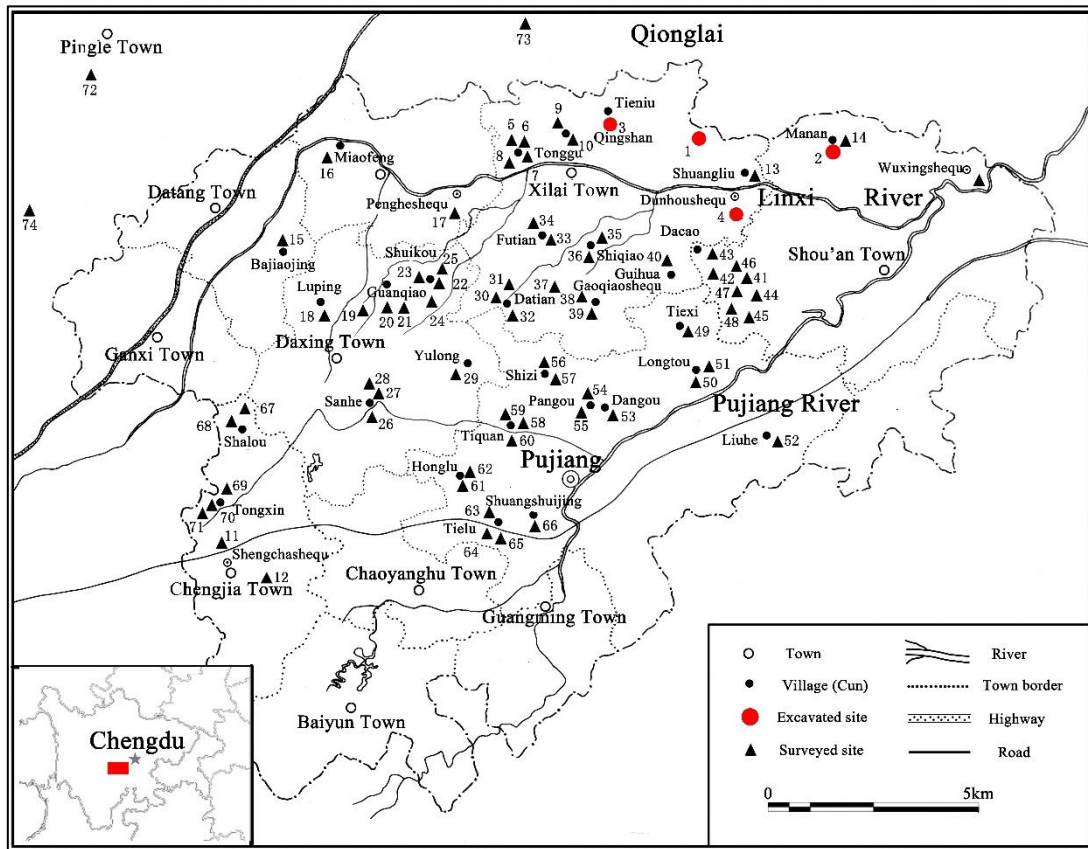 73
Qionglai
Pingle Town
72
Tieniu
9
3
Qingshan
10
5 6
8
Tonggu
7
1
Manan
14
2
Miaofeng
16
Shuangliu
13
Wuxingshequ
Xilai Town
Datang Town
Pengheshequ
17
Dunhoushequ
Linxi
River
4
74
34
Futian
33
35
36
Shiqiao
40
Dacao
43
Shou'an Town
15
Bajiaojing
Shuikou
25
23
22
Guihua
46
42
41
Luping
Guanqiao
31
37
Gaoqiaoshequ
47
44
30
Datian
38
18
19
20
21
24
32
39
48
45
Tiexi
49
Ganxi Town
Daxing Town
Yulong
29
56
Shizi
57
Longtou
51
50
28
27
Sanhe
26
54
Pangou
Dangou
55
53
Pujiang River
67
68
Shalou
59
58
Tiquan
60
Liuhe
52
Pujiang
Honglu
62
61
69
70
Tongxin
71
Shuangshuijing
63
66
Tielu
64
65
11
Shengchashequ
12
Chengjia Town
Chaoyanghu Town
Guangming Town
Baiyun Town
Chengdu
Town
River
Village (Cun)
Town border
Excavated site
Highway
Surveyed site
Road
0
5km